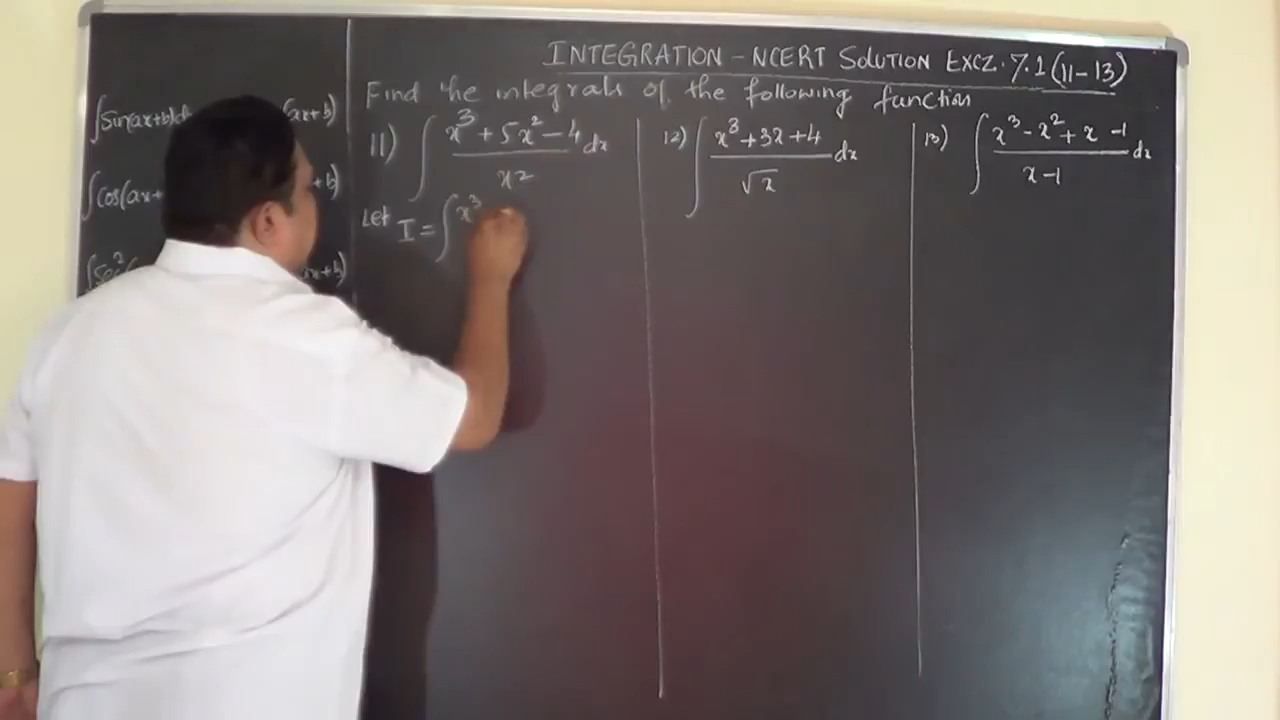 INTEGRATION - NCERT SOLUTION EXCZ. 7.1 (11-13)
Find the integrals of the following function
∫Sin(ax+b)dx (ax+b)
∫Cos(ax+ +b)
∫Sec² ax+b)
11) ∫ (x³ + 5x² - 4)/x² dx
Let I = ∫ x³
12) ∫ (x³ + 3x + 4)/√x dx
13) ∫ (x³ - x² + x - 1)/(x - 1) dx